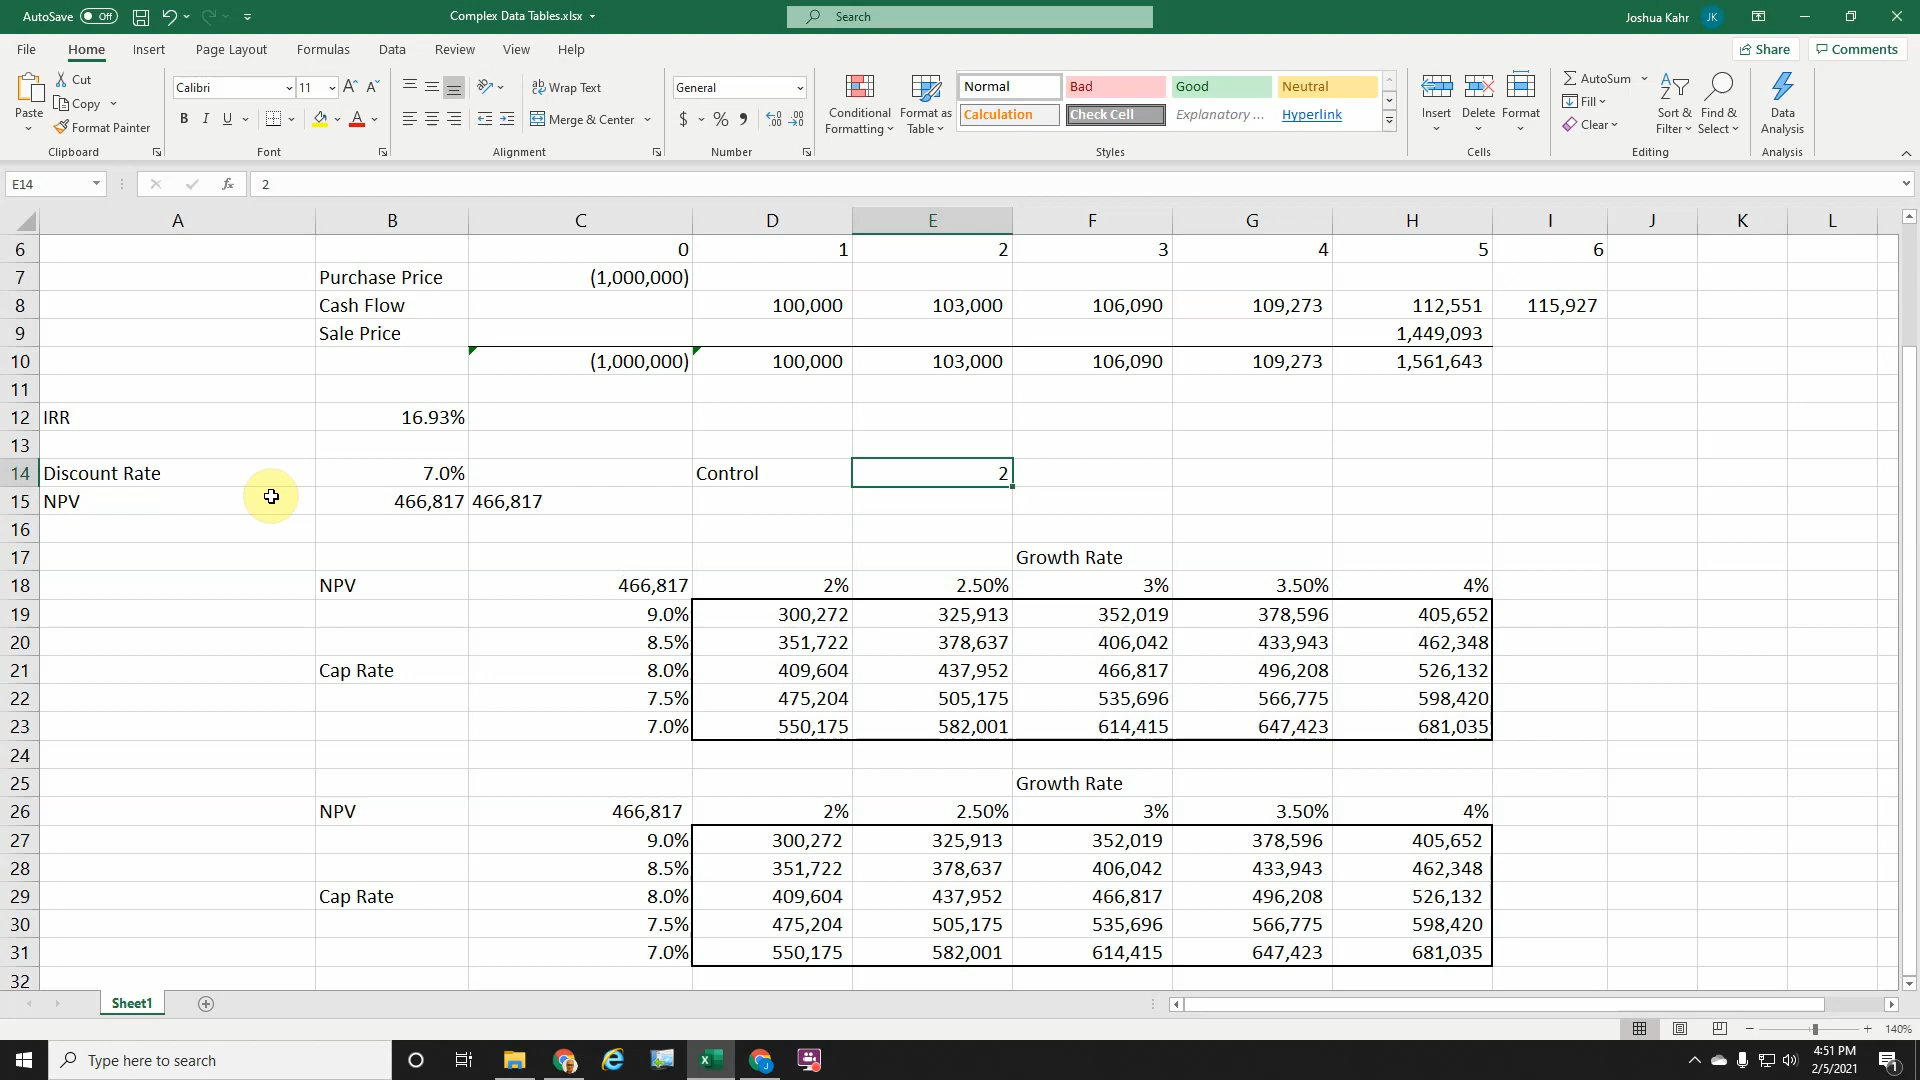 AutoSave Off Complex Data Tables.xlsx Search Joshua Kahr JK
File Home Insert Page Layout Formulas Data Review View Help Share Comments
Paste Cut Copy Format Painter Clipboard
Calibri 11 A A B I U A Font
Wrap Text Merge & Center Alignment
General $ % 9 Number
Conditional Formatting Format as Table Normal Bad Good Neutral Calculation Check Cell Explanatory ... Hyperlink Styles
Insert Delete Format Cells
AutoSum Fill Clear Sort & Filter Find & Select Editing
Data Analysis Analysis
E14 fx 2
A B C D E F G H I J K L
6 0 1 2 3 4 5 6
7 Purchase Price (1,000,000)
8 Cash Flow 100,000 103,000 106,090 109,273 112,551 115,927
9 Sale Price 1,449,093
10 (1,000,000) 100,000 103,000 106,090 109,273 1,561,643
11
12 IRR 16.93%
13
14 Discount Rate 7.0% Control 2
15 NPV 466,817 466,817
16
17 Growth Rate
18 NPV 466,817 2% 2.50% 3% 3.50% 4%
19 9.0% 300,272 325,913 352,019 378,596 405,652
20 8.5% 351,722 378,637 406,042 433,943 462,348
21 Cap Rate 8.0% 409,604 437,952 466,817 496,208 526,132
22 7.5% 475,204 505,175 535,696 566,775 598,420
23 7.0% 550,175 582,001 614,415 647,423 681,035
24
25 Growth Rate
26 NPV 466,817 2% 2.50% 3% 3.50% 4%
27 9.0% 300,272 325,913 352,019 378,596 405,652
28 8.5% 351,722 378,637 406,042 433,943 462,348
29 Cap Rate 8.0% 409,604 437,952 466,817 496,208 526,132
30 7.5% 475,204 505,175 535,696 566,775 598,420
31 7.0% 550,175 582,001 614,415 647,423 681,035
32
Sheet1
140%
Type here to search 4:51 PM
2/5/2021 1